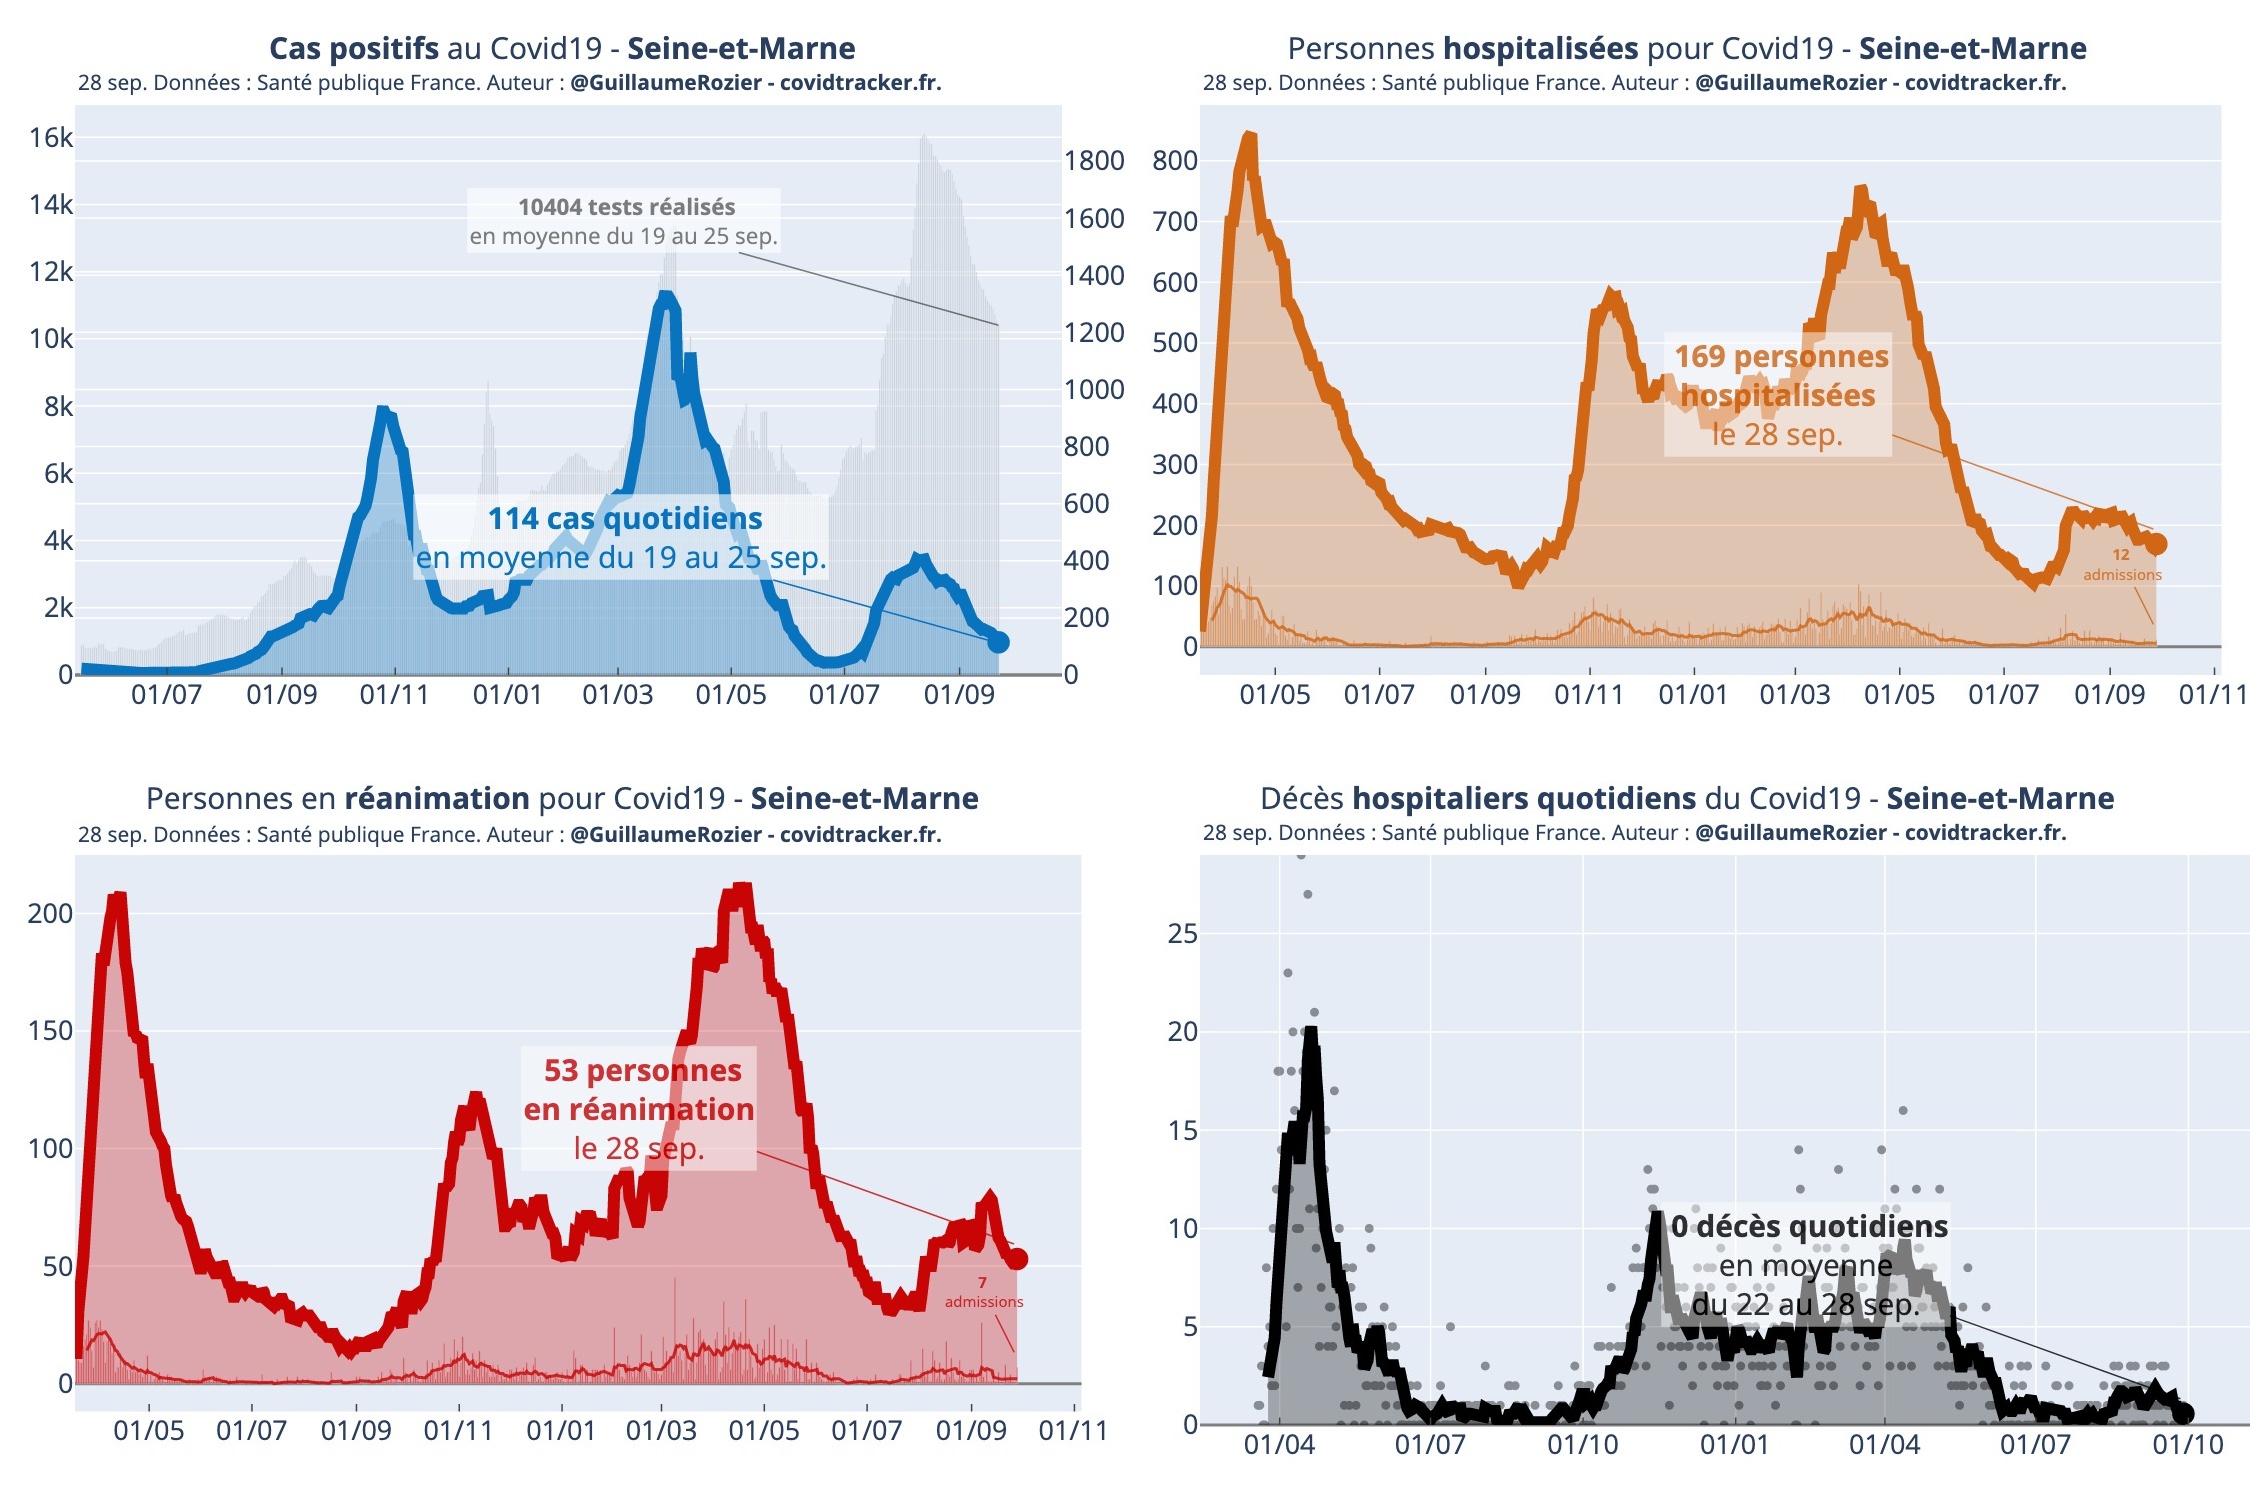 Cas positifs au Covid19 - Seine-et-Marne
28 sep. Données : Santé publique France. Auteur : @GuillaumeRozier - covidtracker.fr.
16k
14k
12k
10k
8k
6k
4k
2k
0
1800
1600
1400
1200
1000
800
600
400
200
0
10404 tests réalisés
en moyenne du 19 au 25 sep.
114 cas quotidiens
en moyenne du 19 au 25 sep.
01/07 01/09 01/11 01/01 01/03 01/05 01/07 01/09
Personnes hospitalisées pour Covid19 - Seine-et-Marne
28 sep. Données : Santé publique France. Auteur : @GuillaumeRozier - covidtracker.fr.
800
700
600
500
400
300
200
100
0
169 personnes
hospitalisées
le 28 sep.
12
admissions
01/05 01/07 01/09 01/11 01/01 01/03 01/05 01/07 01/09 01/11
Personnes en réanimation pour Covid19 - Seine-et-Marne
28 sep. Données : Santé publique France. Auteur : @GuillaumeRozier - covidtracker.fr.
200
150
100
50
0
53 personnes
en réanimation
le 28 sep.
7
admissions
01/05 01/07 01/09 01/11 01/01 01/03 01/05 01/07 01/09 01/11
Décès hospitaliers quotidiens du Covid19 - Seine-et-Marne
28 sep. Données : Santé publique France. Auteur : @GuillaumeRozier - covidtracker.fr.
25
20
15
10
5
0
0 décès quotidiens
en moyenne
du 22 au 28 sep.
01/04 01/07 01/10 01/01 01/04 01/07 01/10